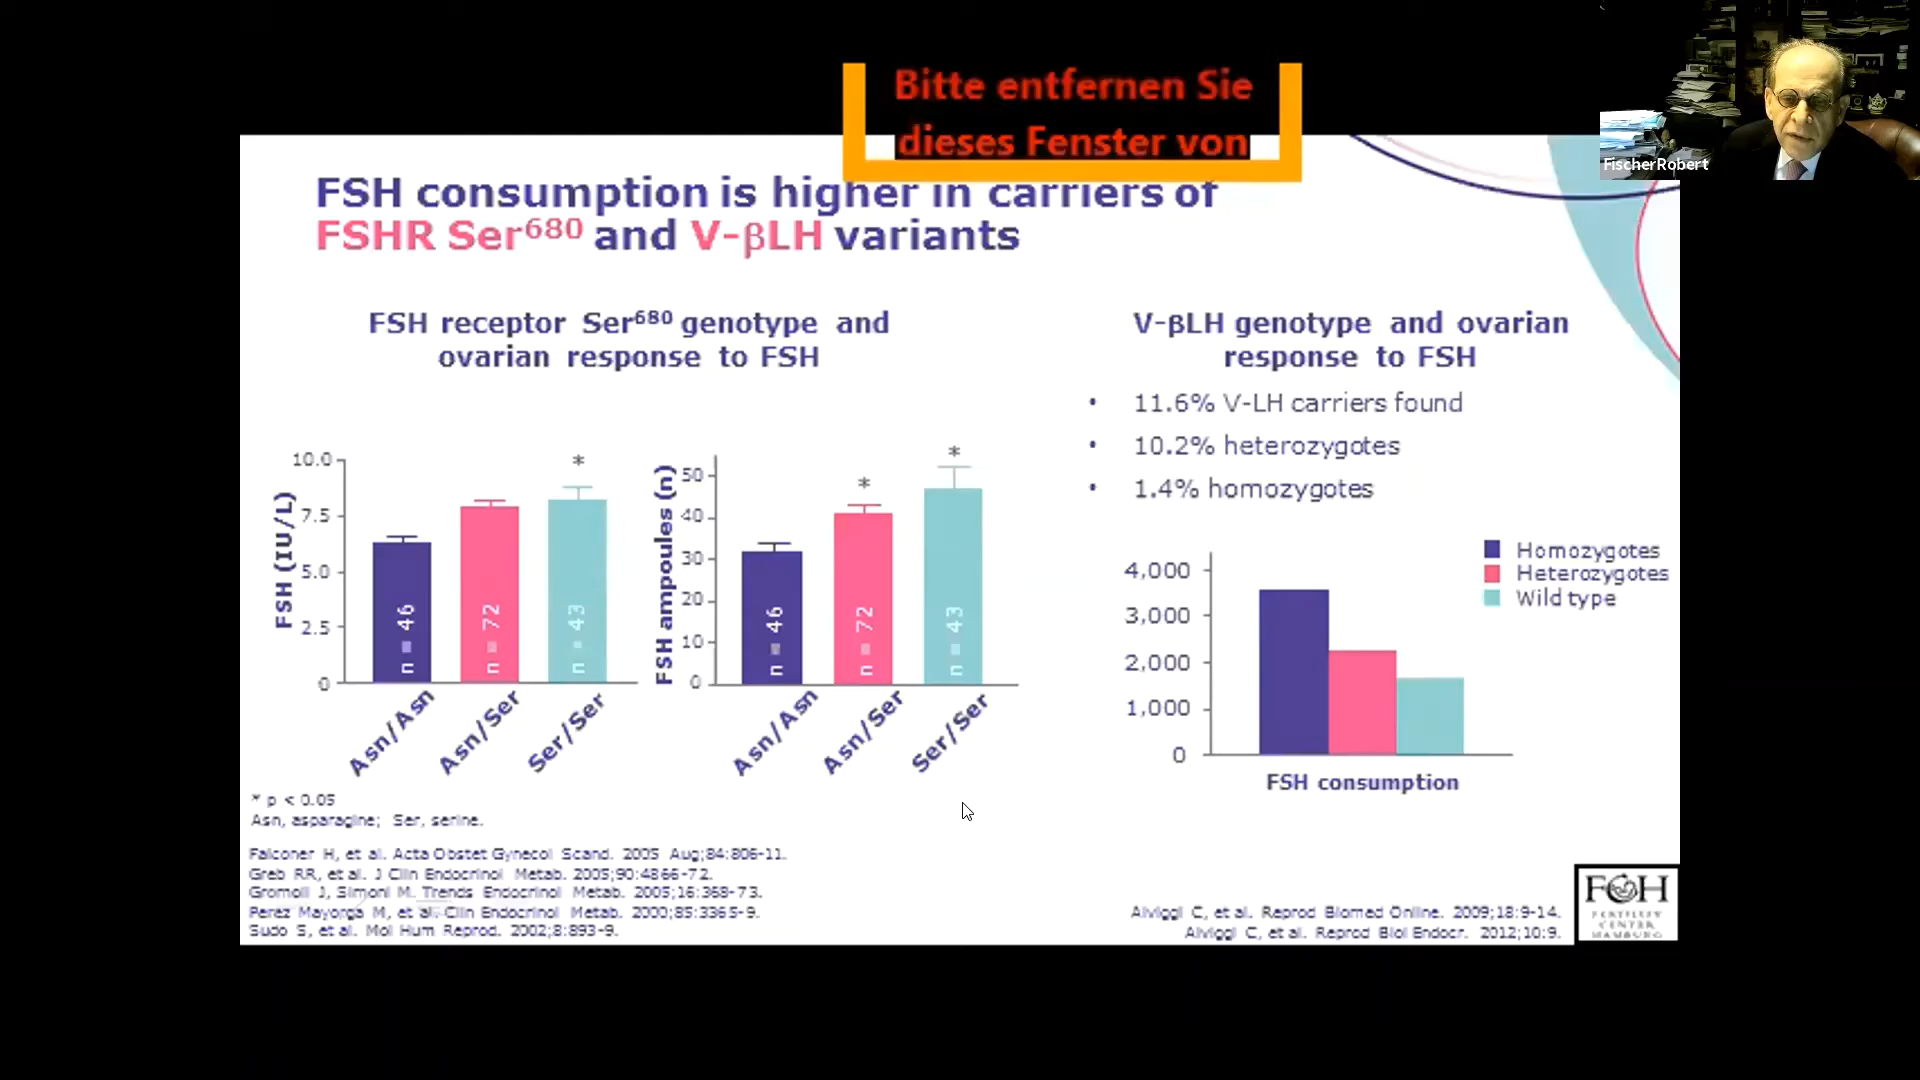 Bitte entfernen Sie
dieses Fenster von
FischerRobert
FSH consumption is higher in carriers of
FSHR Ser⁶⁸⁰ and V-βLH variants
FSH receptor Ser⁶⁸⁰ genotype and
ovarian response to FSH
10.0
7.5
5.0
2.5
0
FSH (IU/L)
*
n = 46
n = 72
n = 43
Asn/Asn
Asn/Ser
Ser/Ser
50
40
30
20
10
0
FSH ampoules (n)
*
*
n = 46
n = 72
n = 43
Asn/Asn
Asn/Ser
Ser/Ser
* p < 0.05
Asn, asparagine; Ser, serine.
Falconer H, et al. Acta Obstet Gynecol Scand. 2005 Aug;84:806-11.
Greb RR, et al. J Clin Endocrinol Metab. 2005;90:4866-72.
Gromoll J, Simoni M. Trends Endocrinol Metab. 2005;16:368-73.
Perez Mayorga M, et al. Clin Endocrinol Metab. 2000;85:3365-9.
Sudo S, et al. Mol Hum Reprod. 2002;8:893-9.
V-βLH genotype and ovarian
response to FSH
• 11.6% V-LH carriers found
• 10.2% heterozygotes
• 1.4% homozygotes
Homozygotes
Heterozygotes
Wild type
4,000
3,000
2,000
1,000
0
FSH consumption
Alviggi C, et al. Reprod Biomed Online. 2009;18:9-14.
Alviggi C, et al. Reprod Biol Endocr. 2012;10:9.
FCH
FERTILITY
CENTER
HAMBURG